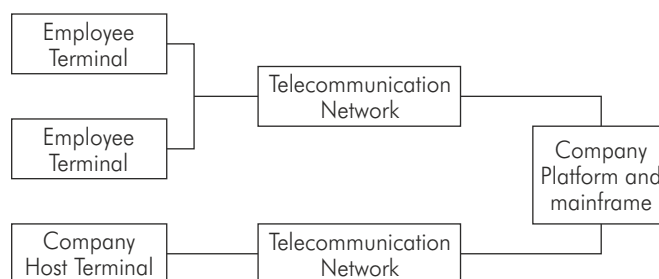 Employee
Terminal
Telecommunication
Network
Employee
Terminal
Company
Platform and
mainframe
Company
Host Terminal
Telecommunication
Network